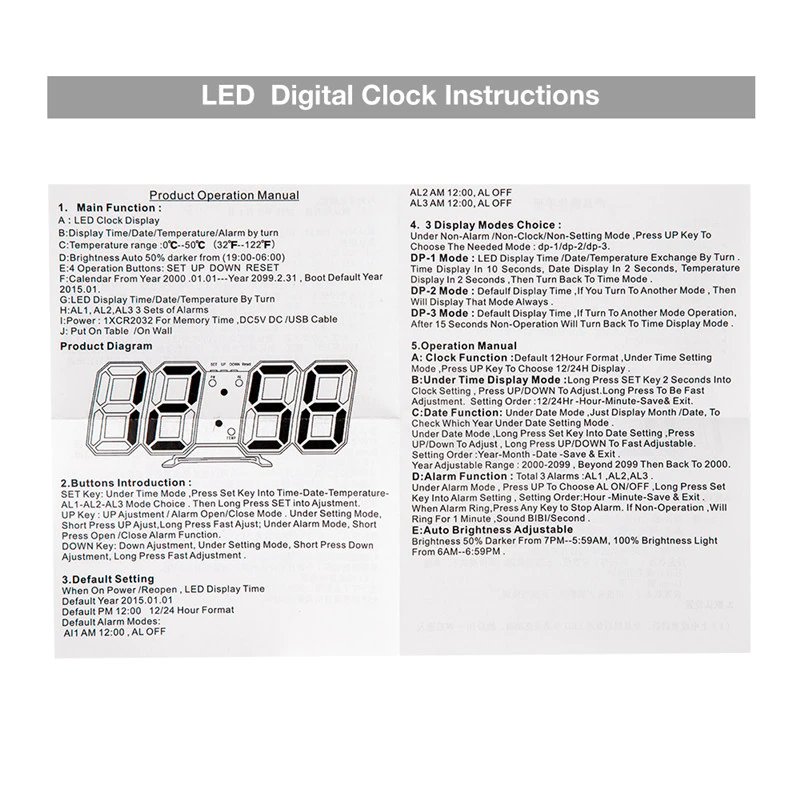 LED Digital Clock Instructions
Product Operation Manual
1. Main Function :
A : LED Clock Display
B:Display Time/Date/Temperature/Alarm by turn
C:Temperature range :0℃--50℃ (32℉--122℉)
D:Brightness Auto 50% darker from (19:00-06:00)
E:4 Operation Buttons: SET UP DOWN RESET
F:Calendar From Year 2000 .01.01---Year 2099.2.31 , Boot Default Year
2015.01.
G:LED Display Time/Date/Temperature By Turn
H:AL1, AL2,AL3 3 Sets of Alarms
I:Power : 1XCR2032 For Memory Time ,DC5V DC /USB Cable
J: Put On Table /On Wall
Product Diagram
SET UP DOWN Reset
PM AL
12:56
TEMP
2.Buttons Introduction :
SET Key: Under Time Mode ,Press Set Key Into Time-Date-Temperature-
AL1-AL2-AL3 Mode Choice . Then Long Press SET into Ajustment.
UP Key : UP Ajustment / Alarm Open/Close Mode . Under Setting Mode,
Short Press UP Ajust,Long Press Fast Ajust; Under Alarm Mode, Short
Press Open /Close Alarm Function.
DOWN Key: Down Ajustment, Under Setting Mode, Short Press Down
Ajustment, Long Press Fast Adjustment .
3.Default Setting
When On Power /Reopen , LED Display Time
Default Year 2015.01.01
Default PM 12:00 12/24 Hour Format
Default Alarm Modes:
Al1 AM 12:00 , AL OFF
AL2 AM 12:00, AL OFF
AL3 AM 12:00, AL OFF
4. 3 Display Modes Choice :
Under Non-Alarm /Non-Clock/Non-Setting Mode ,Press UP Key To
Choose The Needed Mode : dp-1/dp-2/dp-3.
DP-1 Mode : LED Display Time /Date/Temperature Exchange By Turn .
Time Display In 10 Seconds, Date Display In 2 Seconds, Temperature
Display In 2 Seconds ,Then Turn Back To Time Mode .
DP-2 Mode : Default Display Time ,If You Turn To Another Mode , Then
Will Display That Mode Always .
DP-3 Mode : Default Display Time ,If Turn To Another Mode Operation,
After 15 Seconds Non-Operation Will Turn Back To Time Display Mode .
5.Operation Manual
A: Clock Function :Default 12Hour Format ,Under Time Setting
Mode ,Press UP Key To Choose 12/24H Display .
B:Under Time Display Mode :Long Press SET Key 2 Seconds Into
Clock Setting , Press UP/DOWN To Adjust.Long Press To Be Fast
Adjustment. Setting Order :12/24Hr -Hour-Minute-Save& Exit.
C:Date Function: Under Date Mode ,Just Display Month /Date, To
Check Which Year Under Date Setting Mode .
Under Date Mode ,Long Press Set Key Into Date Setting ,Press
UP/Down To Adjust , Long Press UP/DOWN To Fast Adjustable.
Setting Order :Year-Month -Date -Save & Exit .
Year Adjustable Range : 2000-2099 , Beyond 2099 Then Back To 2000.
D:Alarm Function : Total 3 Alarms :AL1 ,AL2,AL3 .
Under Alarm Mode , Press UP To Choose AL ON/OFF ,Long Press Set
Key Into Alarm Setting , Setting Order:Hour -Minute-Save & Exit .
When Alarm Ring,Press Any Key to Stop Alarm. If Non-Operation ,Will
Ring For 1 Minute ,Sound BIBI/Second .
E:Auto Brightness Adjustable
Brightness 50% Darker From 7PM--5:59AM, 100% Brightness Light
From 6AM--6:59PM .